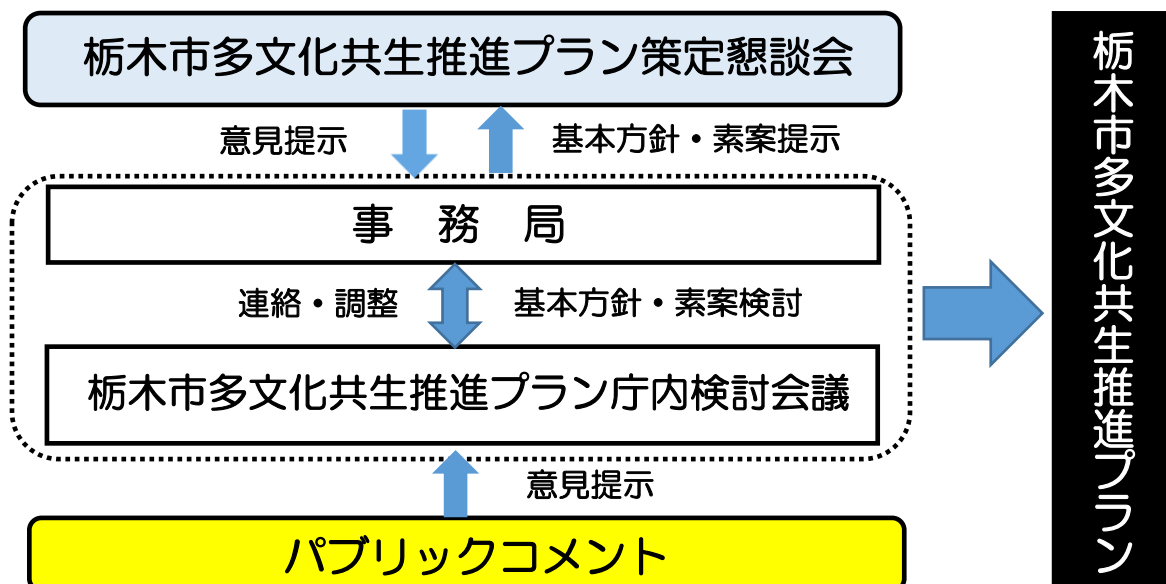 栃木市多文化共生推進プラン策定懇談会
意見提示
基本方針・素案提示
事 務 局
連絡・調整
基本方針・素案検討
栃木市多文化共生推進プラン庁内検討会議
意見提示
パブリックコメント
栃木市多文化共生推進プラン